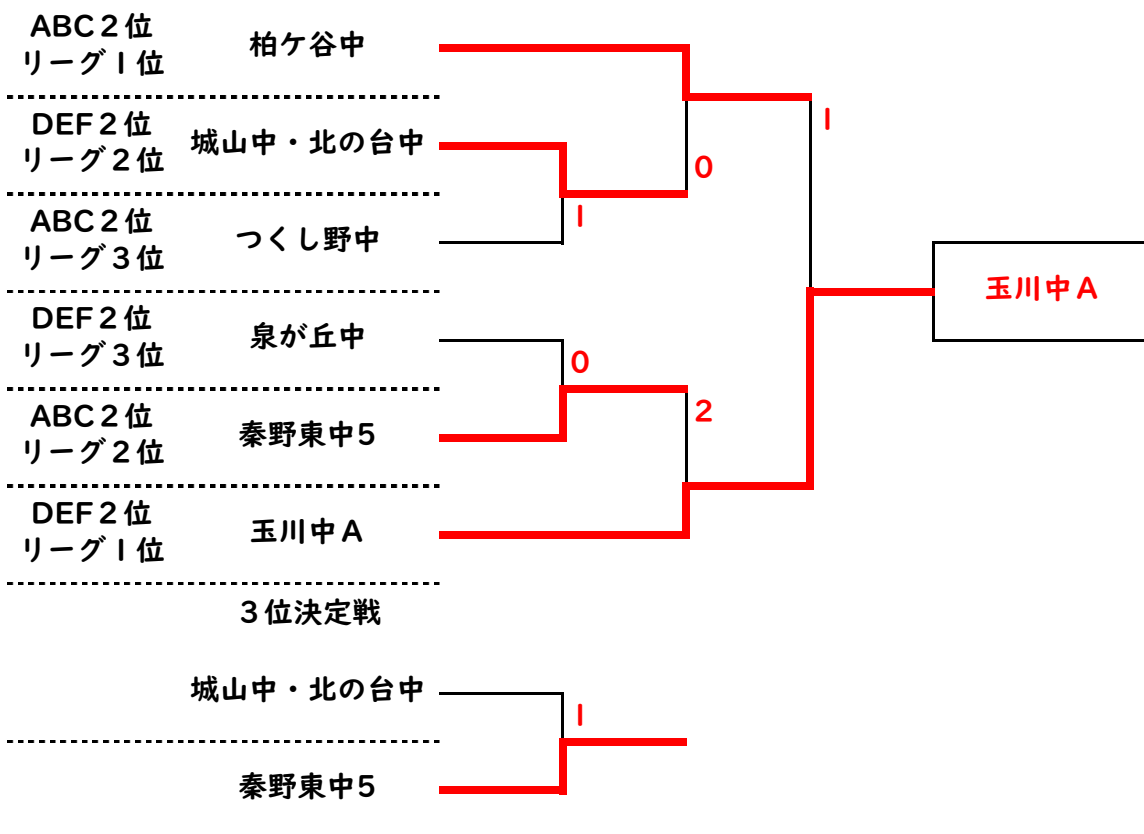 ABC２位
リーグ１位
柏ケ谷中
1
DEF２位
リーグ２位
城山中・北の台中
0
ABC２位
リーグ３位
つくし野中
1
玉川中Ａ
DEF２位
リーグ３位
泉が丘中
0
ABC２位
リーグ２位
秦野東中5
2
DEF２位
リーグ１位
玉川中Ａ
３位決定戦
城山中・北の台中
1
秦野東中5